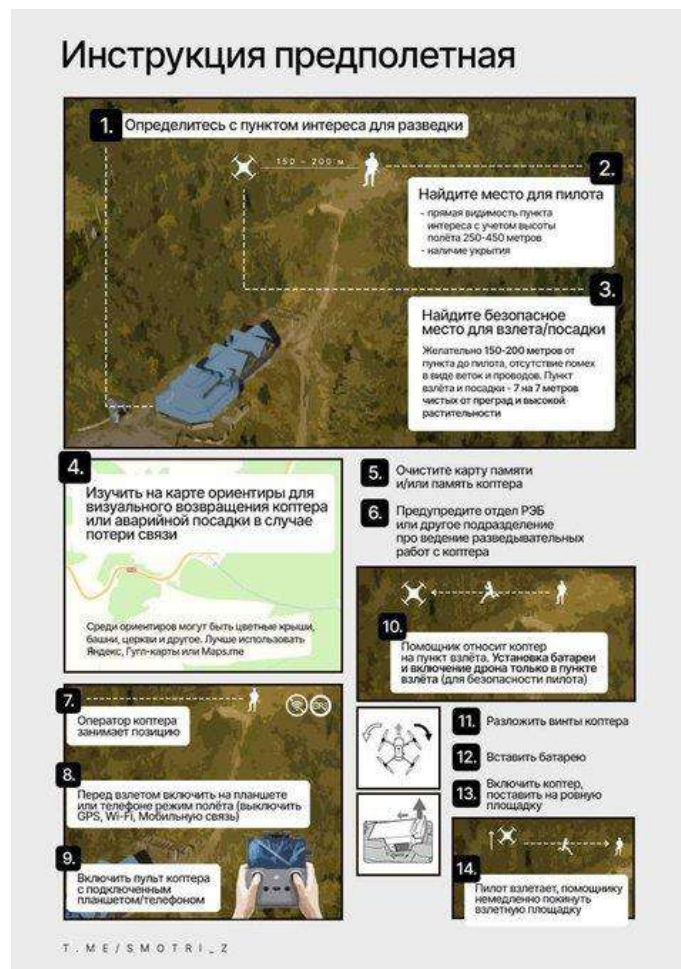 Инструкция предполетная
1. Определитесь с пунктом интереса для разведки
150 - 200 м
2.
Найдите место для пилота
- прямая видимость пункта
интереса с учетом высоты
полёта 250-450 метров
- наличие укрытия
3.
Найдите безопасное
место для взлета/посадки
Желательно 150-200 метров от
пункта до пилота, отсутствие помех
в виде веток и проводов. Пункт
взлёта и посадки - 7 на 7 метров
чистых от преград и высокой
растительности
4.
Изучить на карте ориентиры для
визуального возвращения коптера
или аварийной посадки в случае
потери связи
Среди ориентиров могут быть цветные крыши,
башни, церкви и другое. Лучше использовать
Яндекс, Гугл-карты или Maps.me
5. Очистите карту памяти
и/или память коптера
6. Предупредите отдел РЭБ
или другое подразделение
про ведение разведывательных
работ с коптера
7.
Оператор коптера
занимает позицию
8.
Перед взлетом включить на планшете
или телефоне режим полёта (выключить
GPS, Wi-Fi, Мобильную связь)
9.
Включить пульт коптера
с подключенным
планшетом/телефоном
10.
Помощник относит коптер
на пункт взлёта. Установка батареи
и включение дрона только в пункте
взлёта (для безопасности пилота)
11. Разложить винты коптера
12. Вставить батарею
13. Включить коптер,
поставить на ровную
площадку
14.
Пилот взлетает, помощнику
немедленно покинуть
взлетную площадку
T.ME/SMOTRI_Z